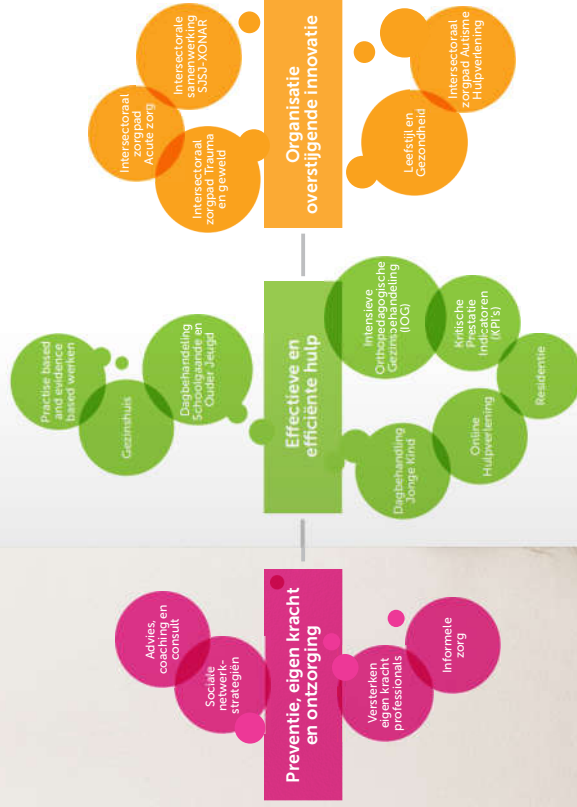 Preventie, eigen kracht
en ontzorging
Advies,
coaching en
consult
Sociale
netwerk-
strategiën
Versterken
eigen kracht
professionals
Informele
zorg
Effectieve en
efficiënte hulp
Practise based
and evidence
based werken
Gezinshuis
Dagbehandeling
Schoolgaande en
Ouder Jeugd
Dagbehandling
Jonge Kind
Online
Hulpverlening
Residentie
Kritische
Prestatie
Indicatoren
(KPI's)
Intensieve
Orthopedagogische
Gezinsbehandeling
(IOG)
Organisatie
overstijgende innovatie
Intersectoraal
zorgpad
Acute zorg
Intersectorale
samenwerking
SJSJ-XONAR
Intersectoraal
zorgpad Trauma
en geweld
Leefstijl en
Gezondheid
Intersectoraal
zorgpad Autisme
Hulpverlening